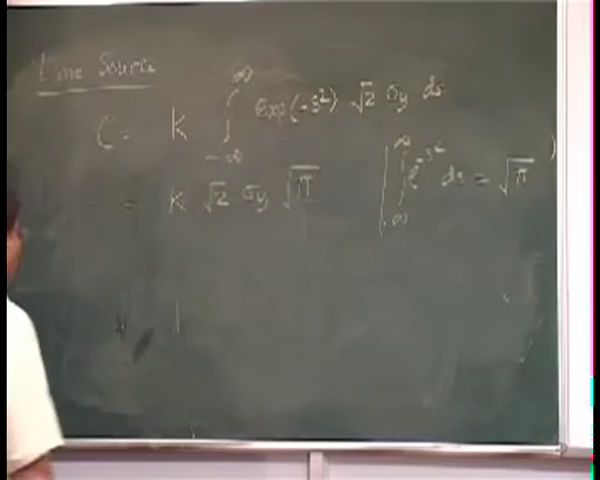 Line Source
C = K ∫_{-∞}^{∞} exp(-s²) √2 σy ds
= K √2 σy √π
∫_{-∞}^{∞} e^{-s²} ds = √π